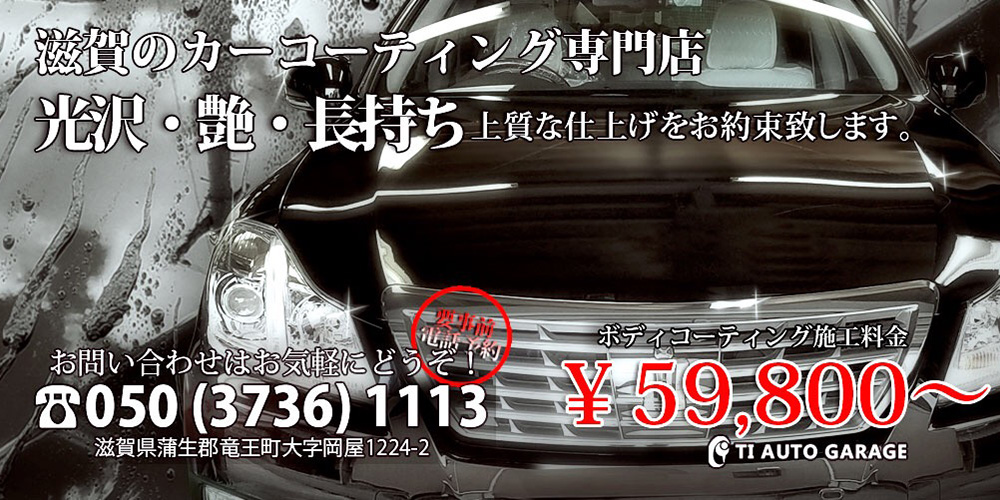 滋賀のカーコーティング専門店
光沢・艶・長持ち 上質な仕上げをお約束致します。
要事前
電話予約
お問い合わせはお気軽にどうぞ！
☎050 (3736) 1113
滋賀県蒲生郡竜王町大字岡屋1224-2
ボディコーティング施工料金
￥59,800～
TI AUTO GARAGE